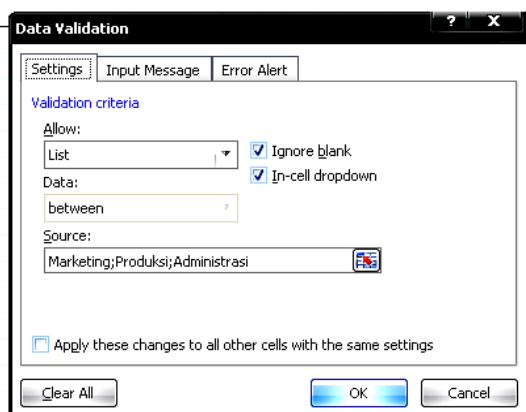 Data Validation
Settings Input Message Error Alert
Validation criteria
Allow:
List
Ignore blank
Data:
In-cell dropdown
between
Source:
Marketing;Produksi;Administrasi
Apply these changes to all other cells with the same settings
Clear All OK Cancel